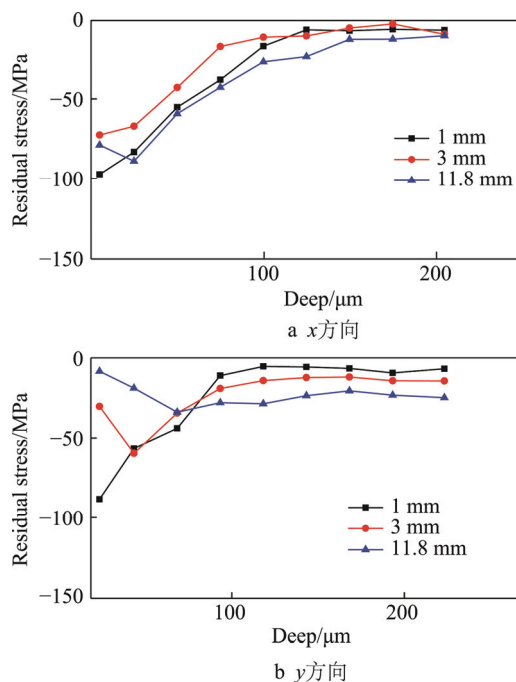 0
−50
−100
−150
Residual stress/MPa
1 mm
3 mm
11.8 mm
100
200
Deep/μm
a x方向
0
−50
−100
−150
Residual stress/MPa
1 mm
3 mm
11.8 mm
100
200
Deep/μm
b y方向